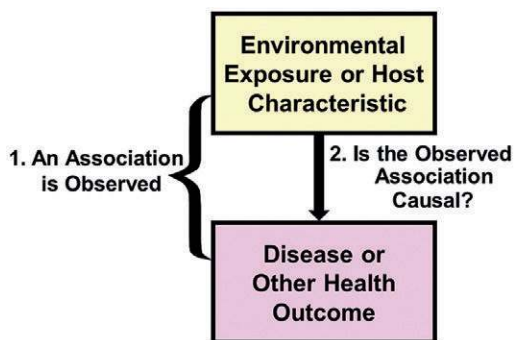 Environmental
Exposure or Host
Characteristic
1. An Association
is Observed
2. Is the Observed
Association
Causal?
Disease or
Other Health
Outcome